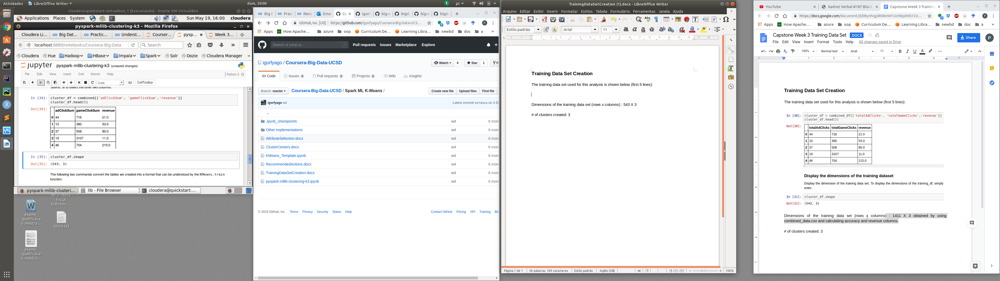 Atividades LibreOffice Writer dom, 20:00 1 pt
cloudera-quickstart-virtualbox_1 [Executando] - Oracle VM VirtualBox
Applications Places System Sun May 19, 16:00 cloudera
pyspark-mllib-clustering-k3 - Mozilla Firefox
Cloudera Li... Big Dat... Practic... Underst... Courser... pysp... Week 3...
localhost:8889/notebooks/Coursera-Big-Data Search
Cloudera Hue Hadoop HBase Impala Spark Solr Oozie Cloudera Manager »
jupyter pyspark-mllib-clustering-k3 (unsaved changes)
File Edit View Insert Cell Kernel Help Python 3
Code CellToolbar
userid', is to select the other two columns.
In [34]: cluster_df = combined[['adClickSum', 'gameClickSum','revenue']]
cluster_df.head(5)
Out[34]:
adClickSum gameClickSum revenue
0 44 716 21.0
1 10 380 53.0
2 37 508 80.0
3 19 3107 11.0
4 46 704 215.0
In [35]: cluster_df.shape
Out[35]: (543, 3)
The following two commands convert the tables we created into a format that can be understood by the KMeans.train
function.
pyspark-mllib-clusteri... lib - File Browser cloudera@quickstart:...
NF-e - Nota
Fiscal
Eletrônic...
exame_
qualificaca
o_mestra...
azure.txt
exame_
qualificaca
o_mestra...
Big D Pract Reco Emai Co igorf big-d bigda big-d bigda
GitHub, Inc. [US] https://github.com/igorfyago/Coursera-Big-Data-UCS...
Apps How Apache... azure oop Curriculum De... Learning Libra... newbd doc a »
Search or jump to… / Pull requests Issues Marketplace Explore
igorfyago / Coursera-Big-Data-UCSD Watch 0 Star 1 Fo
Code Issues 0 Pull requests 0 Projects 0 Wiki Insights
Branch: master Coursera-Big-Data-UCSD / Spark ML K-Means / Create new file Upload files Find file
igorfyago w4 Latest commit 537d4ca on 4 De
..
.ipynb_checkpoints w4 6 mon
Other implementations w4 6 mon
AttributeSelection.docx w4 6 mon
ClusterCenters.docx w4 6 mon
KMeans_Template.ipynb w4 6 mon
RecommendedActions.docx w4 6 mon
TrainingDataSetCreation.docx w4 6 mon
pyspark-mllib-clustering-k3.ipynb w4 6 mon
© 2019 GitHub, Inc. Terms Privacy Security Status Help Contact GitHub Pricing API Training Blo
TrainingDataSetCreation (1).docx - LibreOffice Writer
Arquivo Editar Exibir Inserir Formatar Estilos Tabela Formulário Ferramentas Janela Ajuda
Estilo padrão Arial 11
Training Data Set Creation
The training data set used for this analysis is shown below (first 5 lines):
Dimensions of the training data set (rows x columns) : 543 X 3
# of clusters created: 3
Página 1 de 1 36 palavras, 189 caracteres Estilo padrão Inglês (GB) 100%
YouTube Xadrez Verbal #187 Black Capstone Week 3 Training
https://docs.google.com/document/d/0BynhigjdR0kmM1UzNkp0MS12U... P
Apps How Apache... azure oop Curriculum De... Learning Libra... newbd doc a »
Capstone Week 3 Training Data Set .DOCX Share P
File Edit View Insert Format Tools Help All changes saved in Drive
100% Normal text Arial 11 B I U A
Training Data Set Creation
The training data set used for this analysis is shown below (first 5 lines):
In [30]: cluster_df = combined_df[['totalAdClicks', 'totalGameClicks','revenue']]
cluster_df.head(5)
Out[30]:
totalAdClicks totalGameClicks revenue
0 44 716 21.0
1 10 380 53.0
2 37 508 80.0
3 19 3107 11.0
4 46 704 215.0
Display the dimensions of the training dataset
Display the dimension of the training data set. To display the dimensions of the training_df, simply
enter.
In [31]: cluster_df.shape
Out[31]: (543, 3)
Dimensions of the training data set (rows x columns) : 1411 X 3 obtained by using
combined_data.csv and calculating accuracy and revenue columns.
# of clusters created: 3